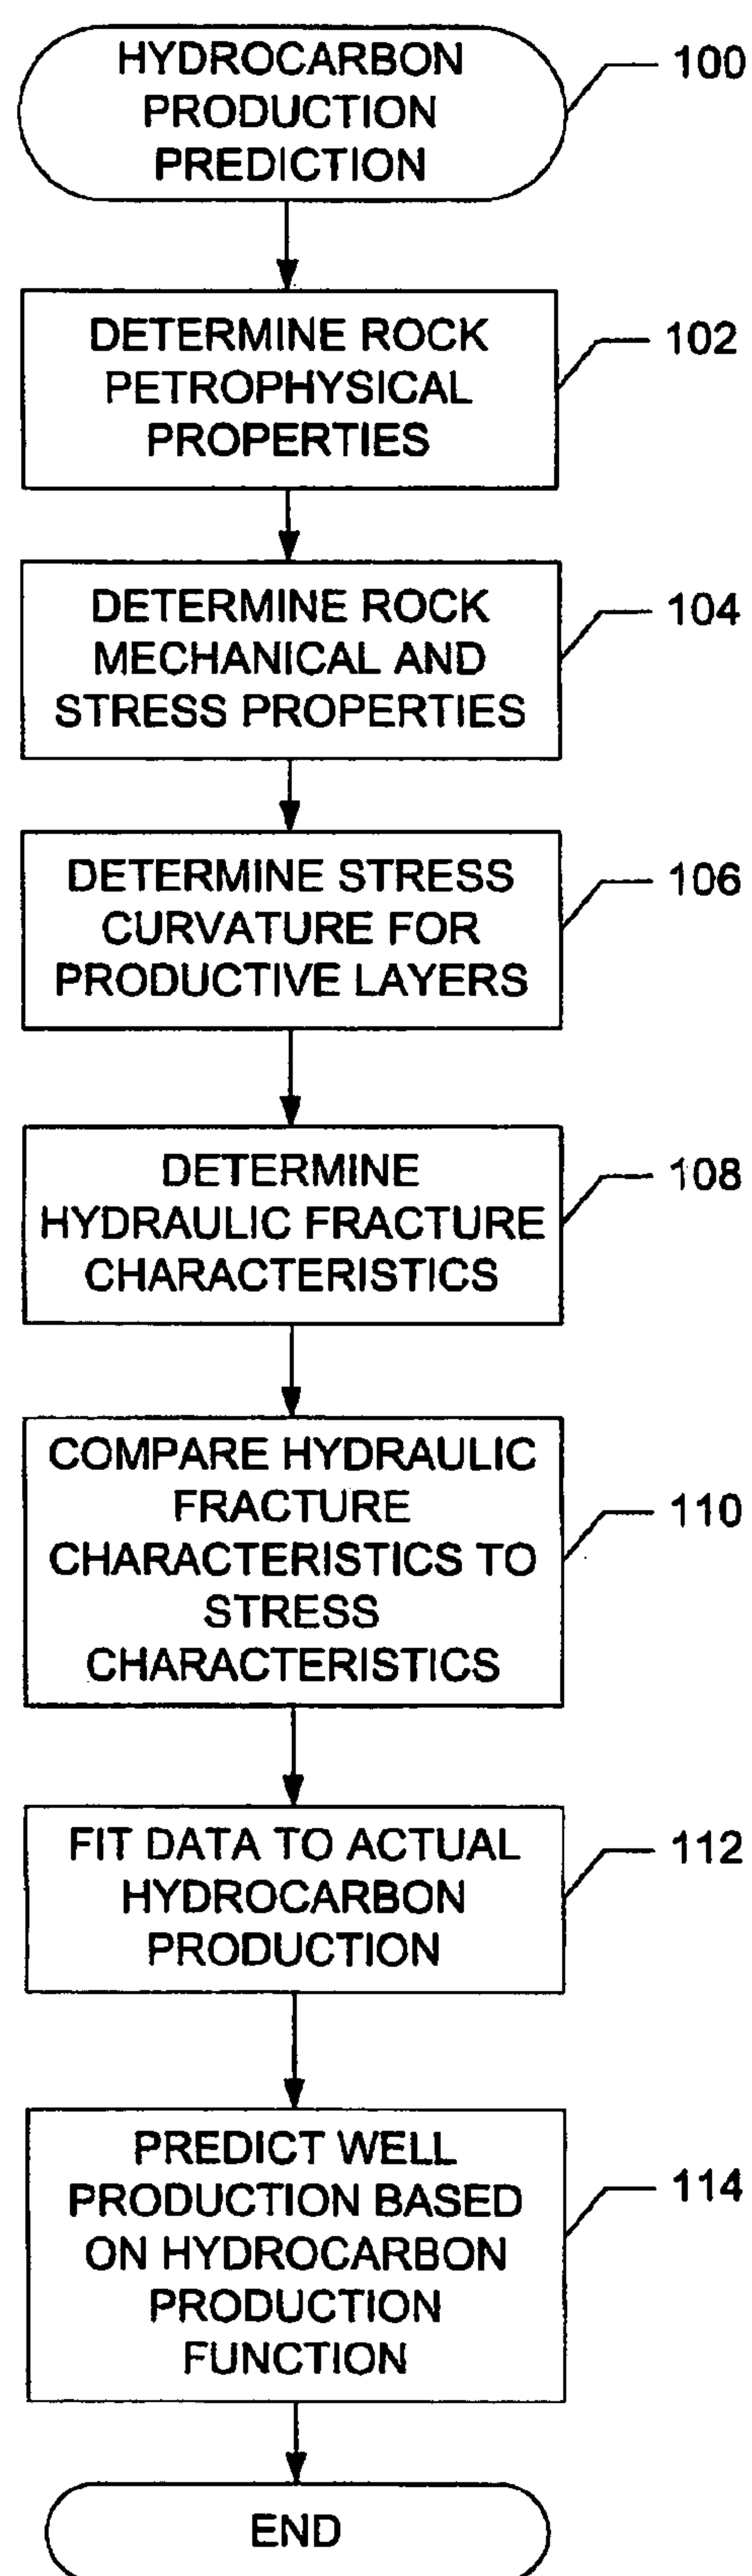 HYDROCARBON
PRODUCTION
PREDICTION
100
DETERMINE ROCK
PETROPHYSICAL
PROPERTIES
102
DETERMINE ROCK
MECHANICAL AND
STRESS PROPERTIES
104
DETERMINE STRESS
CURVATURE FOR
PRODUCTIVE LAYERS
106
DETERMINE
HYDRAULIC FRACTURE
CHARACTERISTICS
108
COMPARE HYDRAULIC
FRACTURE
CHARACTERISTICS TO
STRESS
CHARACTERISTICS
110
FIT DATA TO ACTUAL
HYDROCARBON
PRODUCTION
112
PREDICT WELL
PRODUCTION BASED
ON HYDROCARBON
PRODUCTION
FUNCTION
114
END